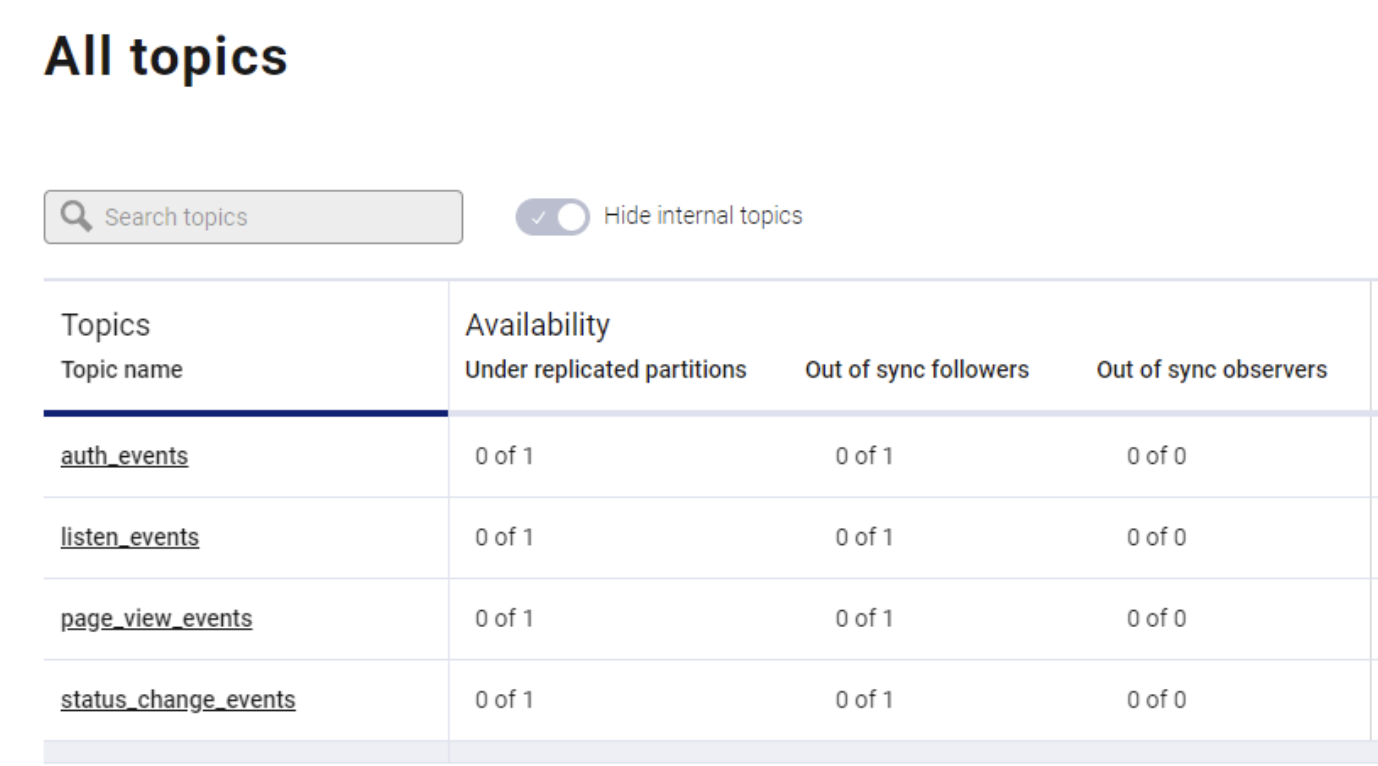 All topics
Search topics
Hide internal topics
Topics Availability
Topic name Under replicated partitions Out of sync followers Out of sync observers
auth_events 0 of 1 0 of 1 0 of 0
listen_events 0 of 1 0 of 1 0 of 0
page_view_events 0 of 1 0 of 1 0 of 0
status_change_events 0 of 1 0 of 1 0 of 0